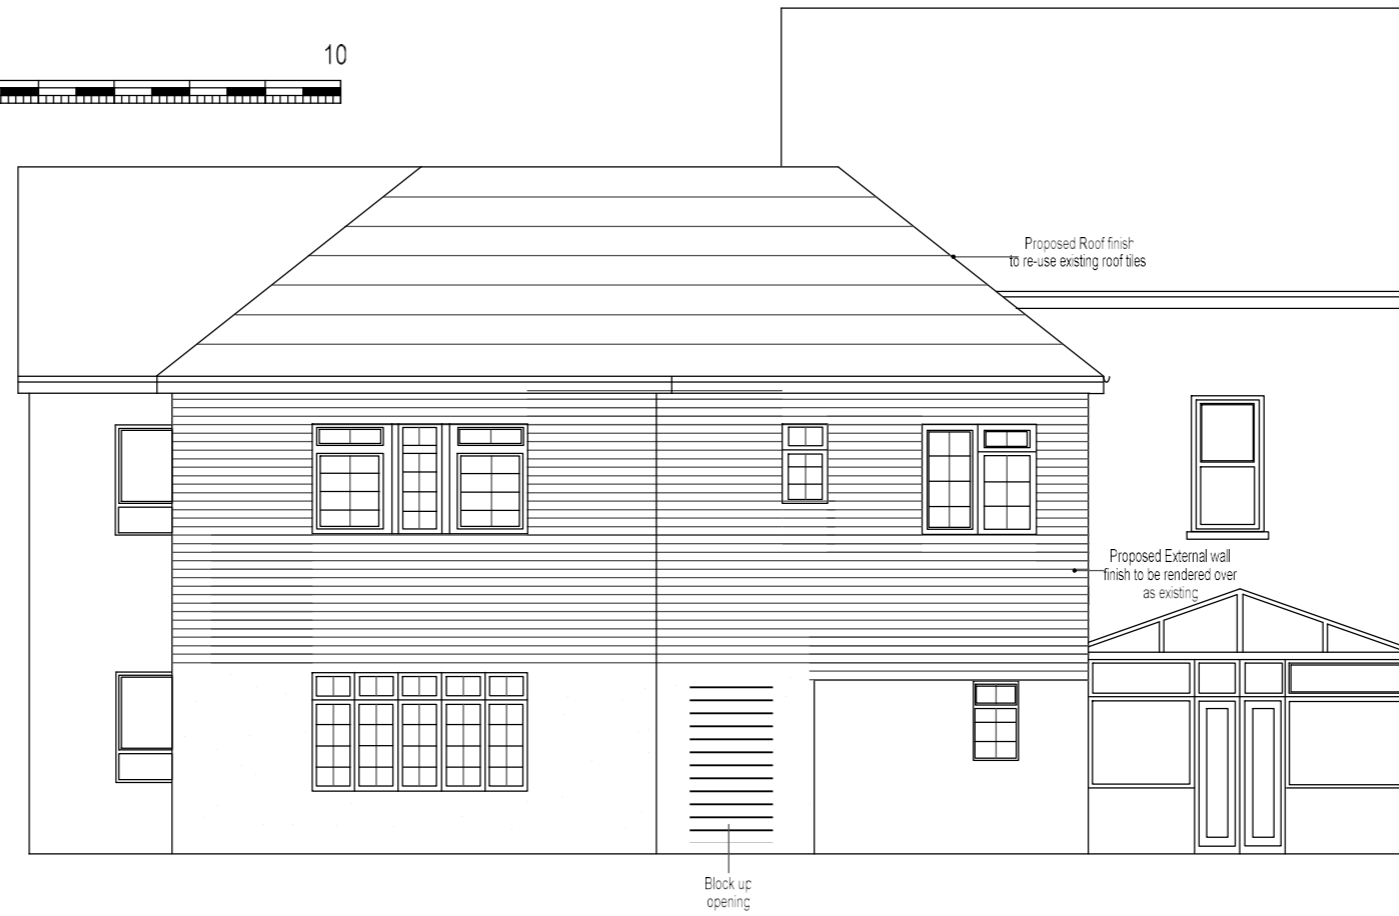 10
Proposed Roof finish
to re-use existing roof tiles
Proposed External wall
finish to be rendered over
as existing
Block up
opening